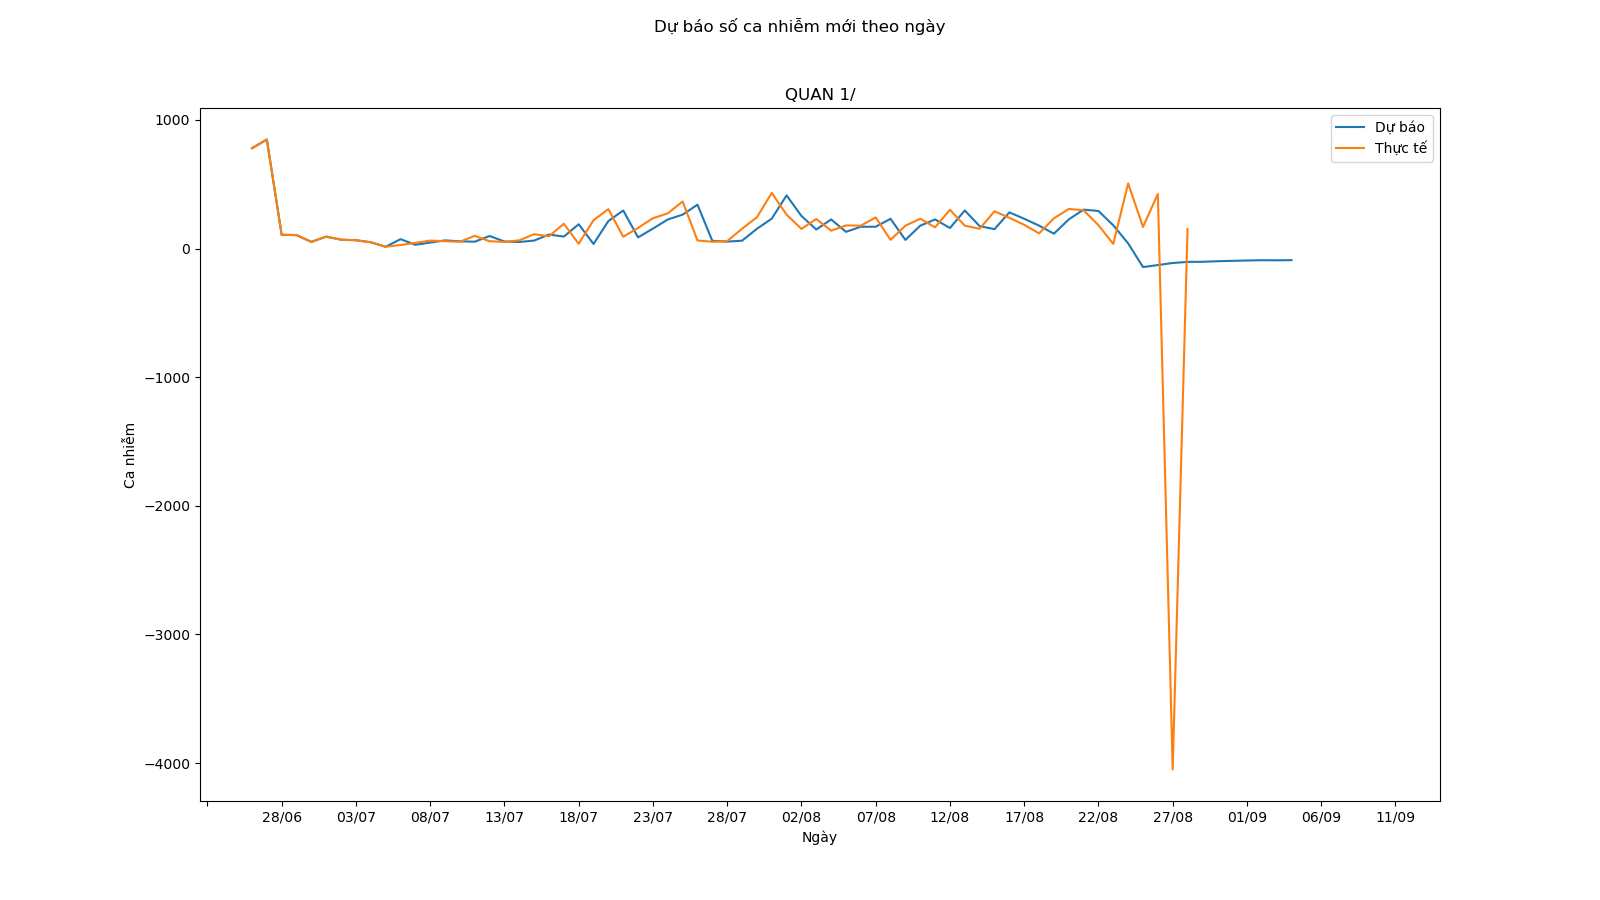 Dự báo số ca nhiễm mới theo ngày
QUAN 1/
Dự báo
Thực tế
1000
0
−1000
−2000
−3000
−4000
Ca nhiễm
28/06 03/07 08/07 13/07 18/07 23/07 28/07 02/08 07/08 12/08 17/08 22/08 27/08 01/09 06/09 11/09
Ngày